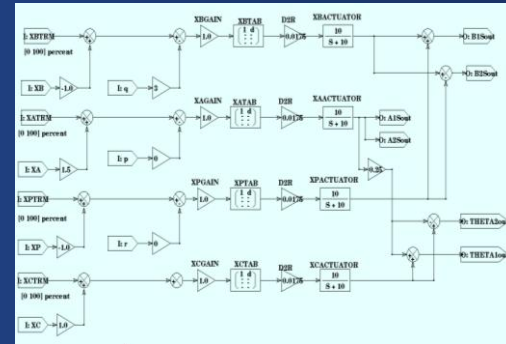 XBGAIN XBTAB D2R XBACTUATOR
I: XBTRM 1.0 1 d 0.0175 10 O: B1Sout
S + 10
[0 100] percent
O: B2Sout
I: XB -1.0 I: q 2
XAGAIN XATAB D2R XAACTUATOR
I: XATRM 1.0 1 d 0.0175 10 O: A1Sout
S + 10
[0 100] percent O: A2Sout
I: XA 1.5 I: p 0 0.25
XPGAIN XPTAB D2R XPACTUATOR
I: XPTRM 1.0 1 d 0.0175 10
S + 10
[0 100] percent O: THETA2out
I: XP -1.0 I: r 0
XCGAIN XCTAB D2R XCACTUATOR O: THETA1out
I: XCTRM 1.0 1 d 0.0175 10
S + 10
[0 100] percent
I: XC 1.0